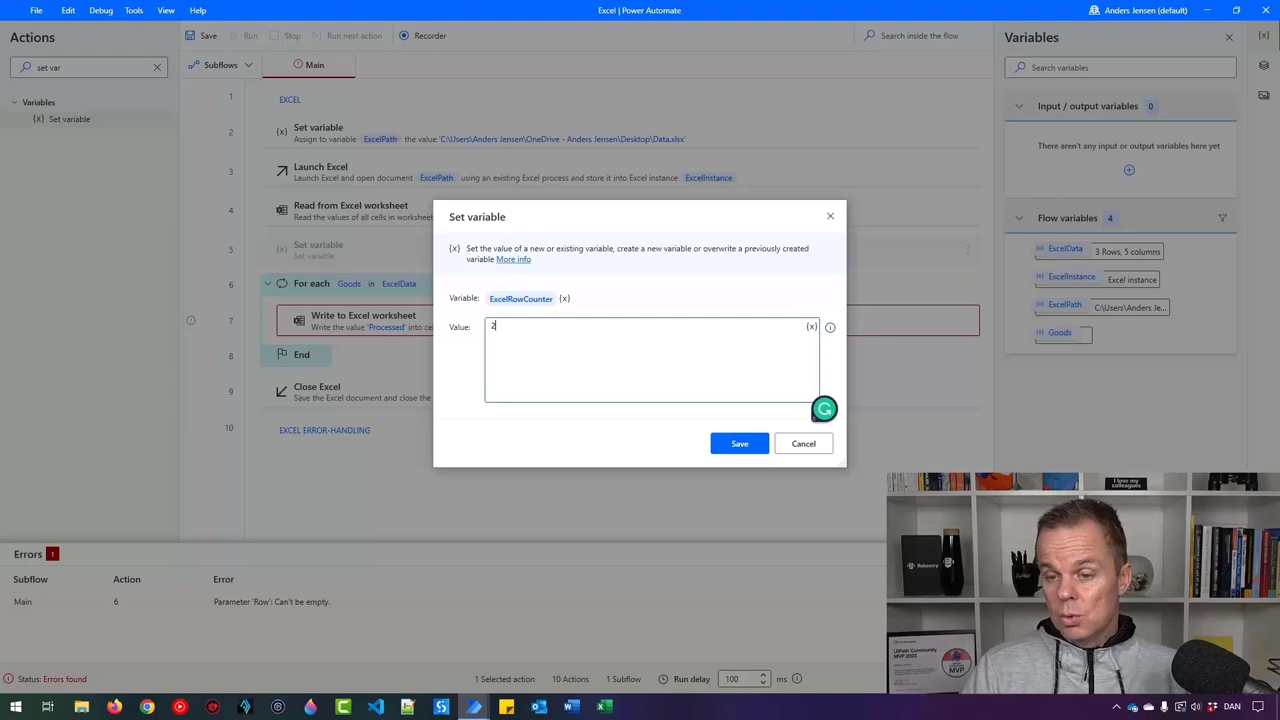 File Edit Debug Tools View Help
Excel | Power Automate
Anders Jensen (default)
Actions
set var
Variables
{x} Set variable
Save Run Stop Run next action Recorder
Search inside the flow
Subflows Main
1 EXCEL
2 Set variable
Assign to variable ExcelPath the value 'C:\Users\Anders Jensen\OneDrive - Anders Jensen\Desktop\Data.xlsx'
3 Launch Excel
Launch Excel and open document ExcelPath using an existing Excel process and store it into Excel instance ExcelInstance
4 Read from Excel worksheet
Read the values of all cells in worksheet
5 Set variable
Set variable
6 For each Goods in ExcelData
7 Write to Excel worksheet
Write the value 'Processed' into
8 End
9 Close Excel
Save the Excel document and close the
10 EXCEL ERROR-HANDLING
Set variable
{x} Set the value of a new or existing variable, create a new variable or overwrite a previously created
variable More info
Variable: ExcelRowCounter {x}
Value: 2 {x}
Save Cancel
Variables
Search variables
Input / output variables 0
There aren't any input or output variables here yet
Flow variables 4
ExcelData 3 Rows, 5 columns
ExcelInstance Excel instance
ExcelPath C:\Users\Anders Je...
Goods
Errors 1
Subflow Action Error
Main 6 Parameter 'Row': Can't be empty.
Status: Errors found
1 Selected action 10 Actions 1 Subflow Run delay 100 ms
I love my
colleagues
Robocorp
UiPath Community
MVP 2022
DAN